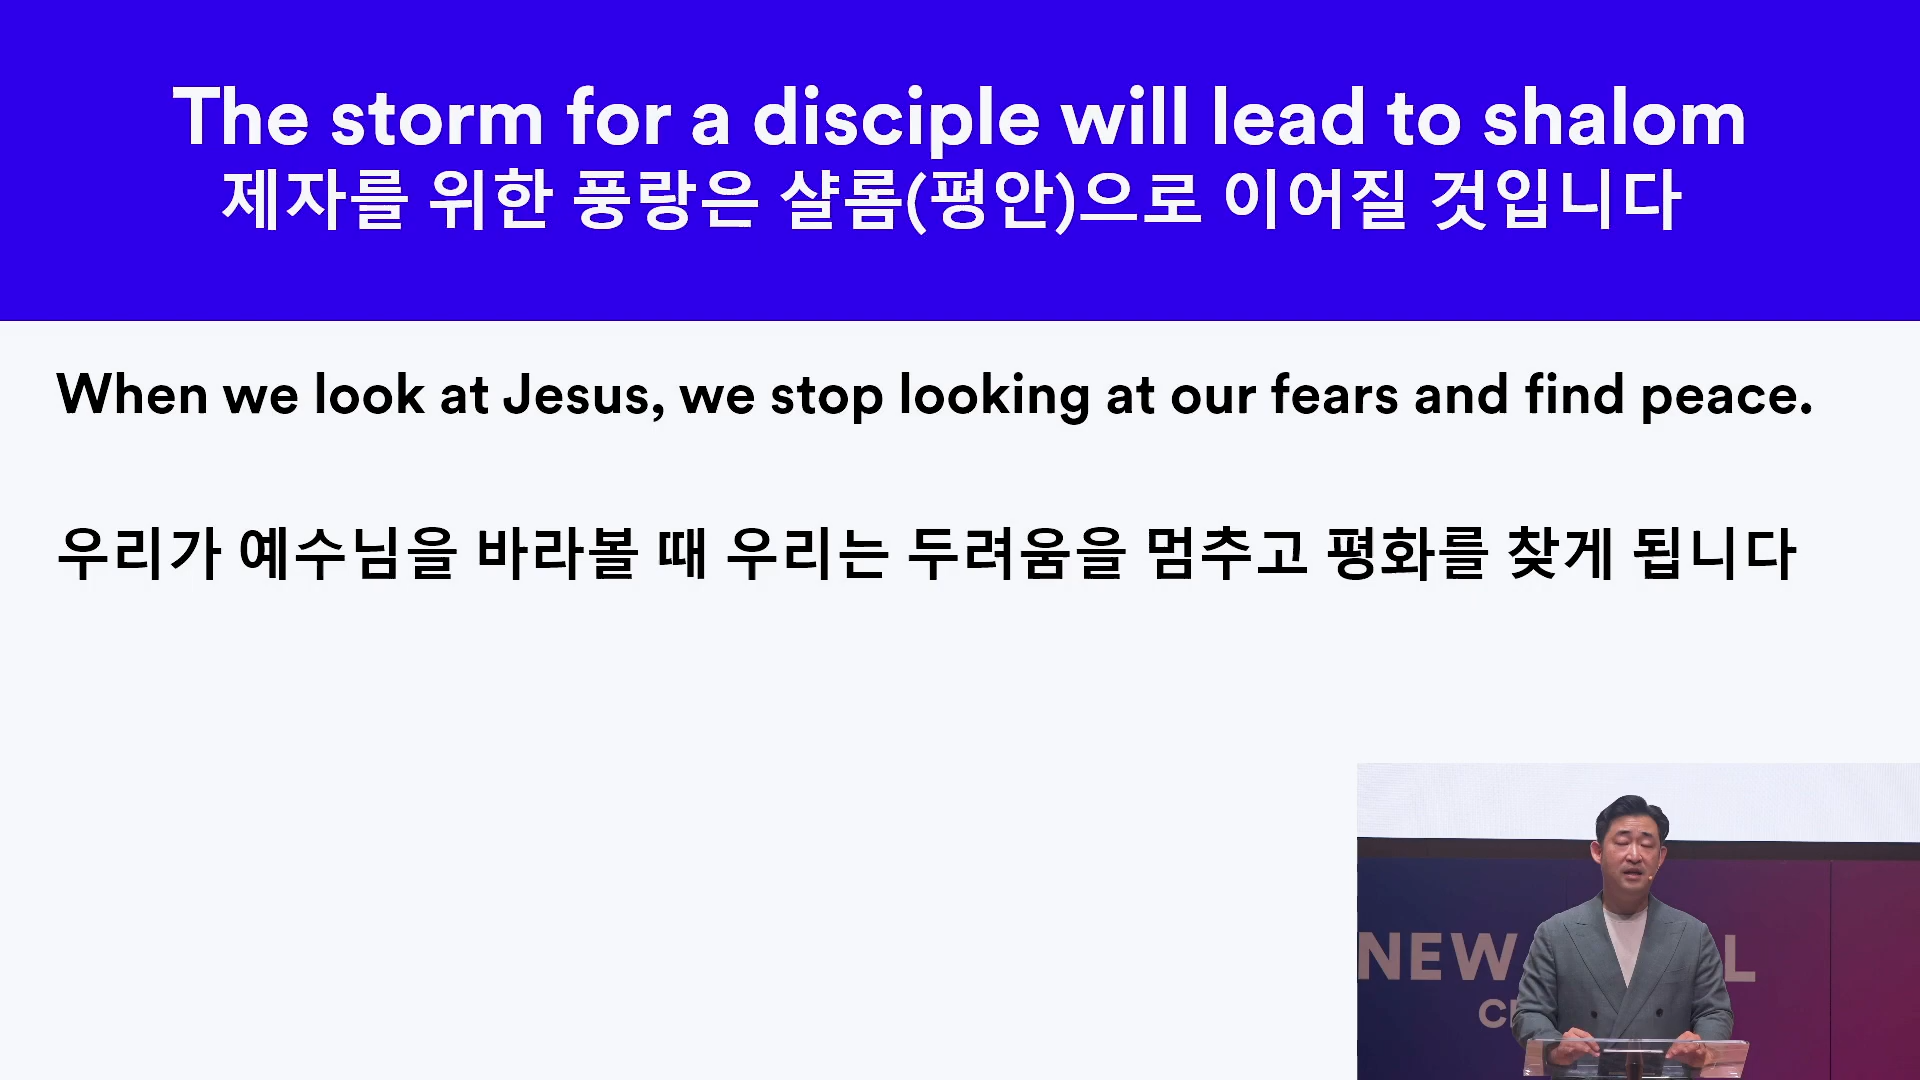 The storm for a disciple will lead to shalom
제자를 위한 풍랑은 샬롬(평안)으로 이어질 것입니다
When we look at Jesus, we stop looking at our fears and find peace.
우리가 예수님을 바라볼 때 우리는 두려움을 멈추고 평화를 찾게 됩니다
NEW